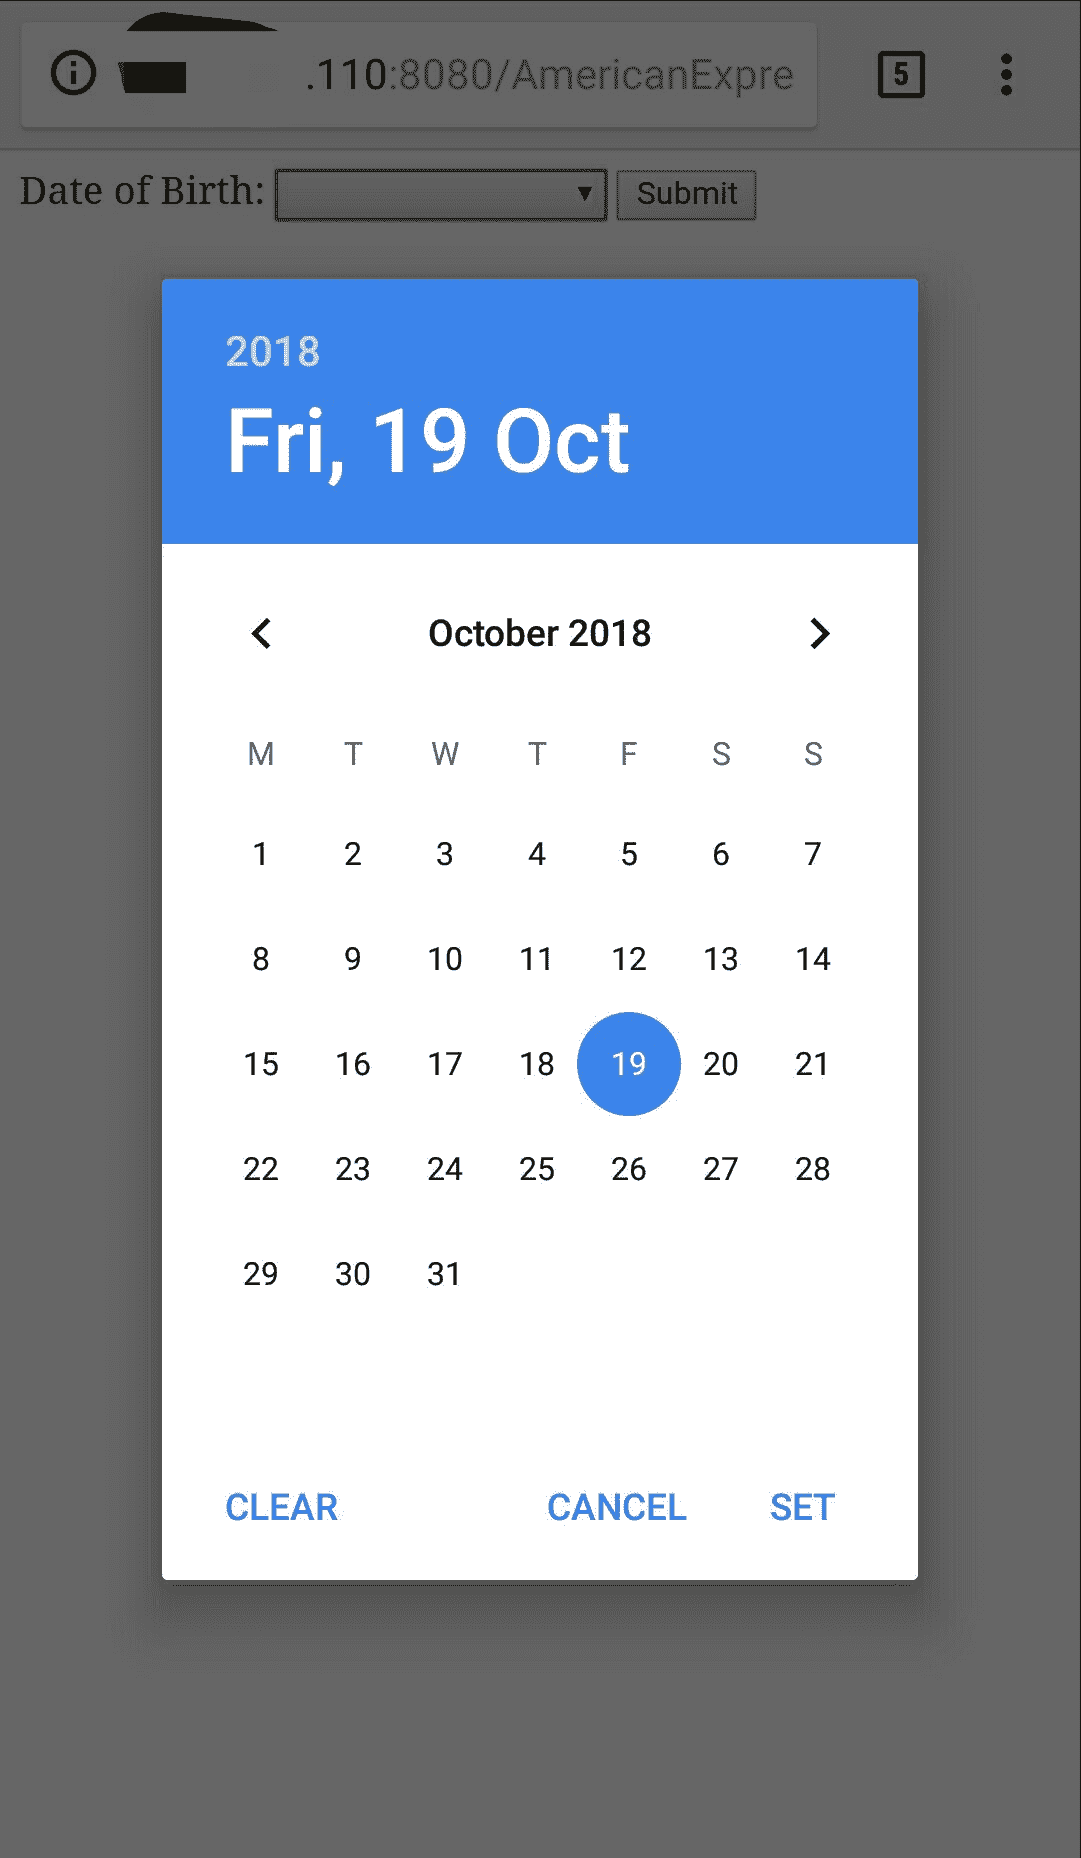 .110:8080/AmericanExpre 5
Date of Birth: Submit
2018
Fri, 19 Oct
October 2018
M T W T F S S
1 2 3 4 5 6 7
8 9 10 11 12 13 14
15 16 17 18 19 20 21
22 23 24 25 26 27 28
29 30 31
CLEAR CANCEL SET